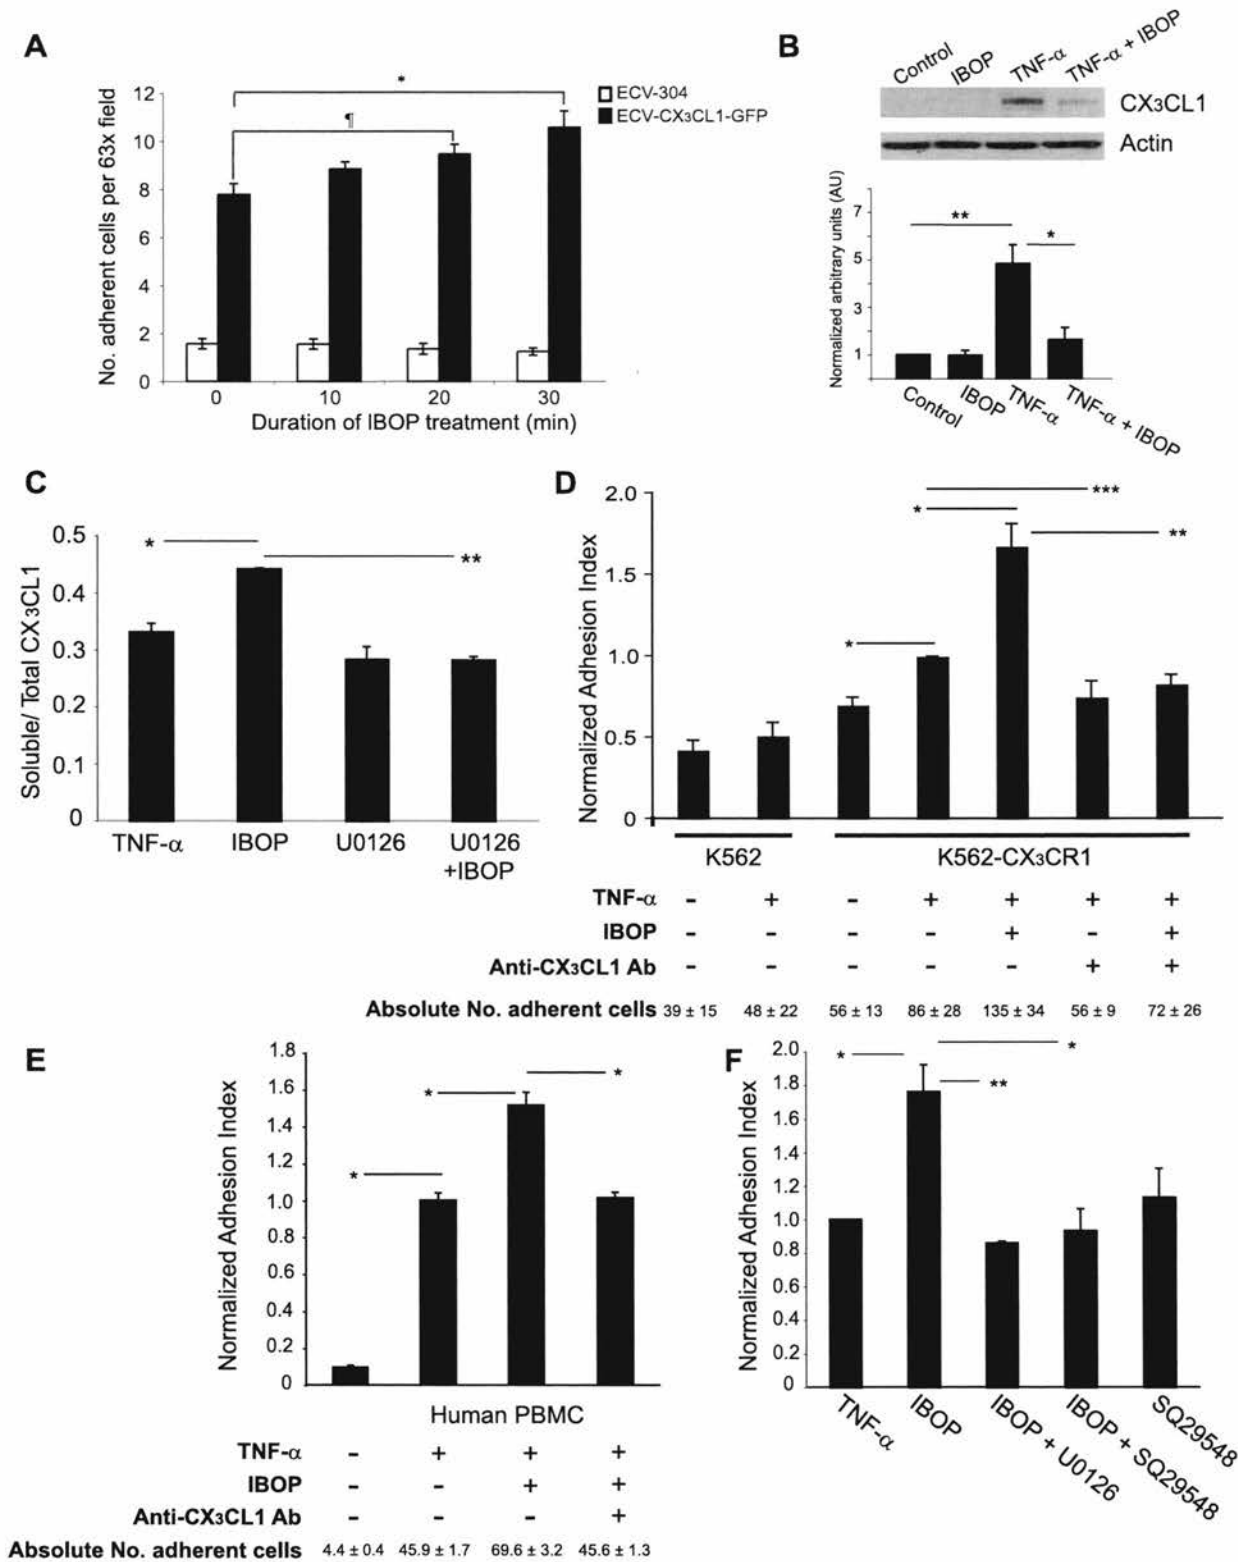 A
No. adherent cells per 63x field
12
10
8
6
4
2
0
*
¶
ECV-304
ECV-CX3CL1-GFP
0 10 20 30
Duration of IBOP treatment (min)
B
Control IBOP TNF-α TNF-α + IBOP
CX3CL1
Actin
Normalized arbitrary units (AU)
7
5
3
1
**
*
Control IBOP TNF-α TNF-α + IBOP
C
Soluble/ Total CX3CL1
0.5
0.4
0.3
0.2
0.1
0
*
**
TNF-α IBOP U0126 U0126
+IBOP
D
Normalized Adhesion Index
2.0
1.5
1.0
0.5
0
***
*
**
*
K562 K562-CX3CR1
TNF-α - + - + + + +
IBOP - - - - + - +
Anti-CX3CL1 Ab - - - - - + +
Absolute No. adherent cells 39 ± 15 48 ± 22 56 ± 13 86 ± 28 135 ± 34 56 ± 9 72 ± 26
E
Normalized Adhesion Index
1.8
1.6
1.4
1.2
1.0
0.8
0.6
0.4
0.2
0
*
*
*
Human PBMC
TNF-α - + + +
IBOP - - + +
Anti-CX3CL1 Ab - - - +
Absolute No. adherent cells 4.4 ± 0.4 45.9 ± 1.7 69.6 ± 3.2 45.6 ± 1.3
F
Normalized Adhesion Index
2.0
1.8
1.6
1.4
1.2
1.0
0.8
0.6
0.4
0.2
0
*
*
**
TNF-α IBOP IBOP + U0126 IBOP + SQ29548 SQ29548